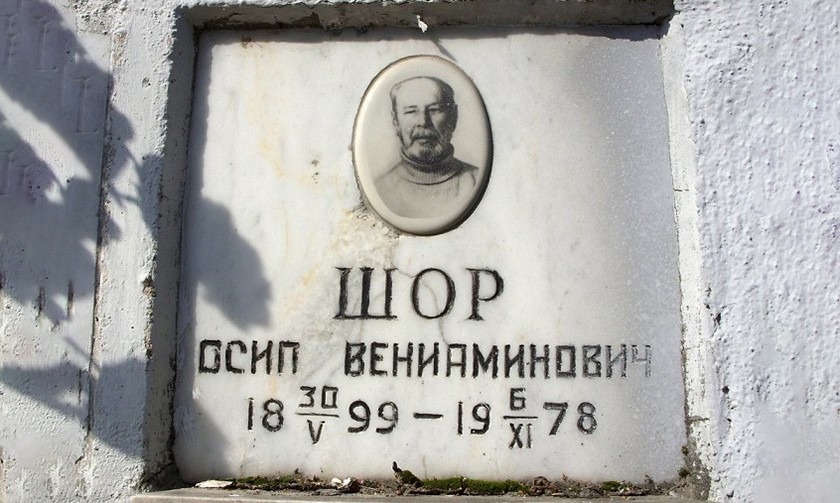 ШОР
ОСИП ВЕНИАМИНОВИЧ
18 30/V 99 – 19 6/XI 78